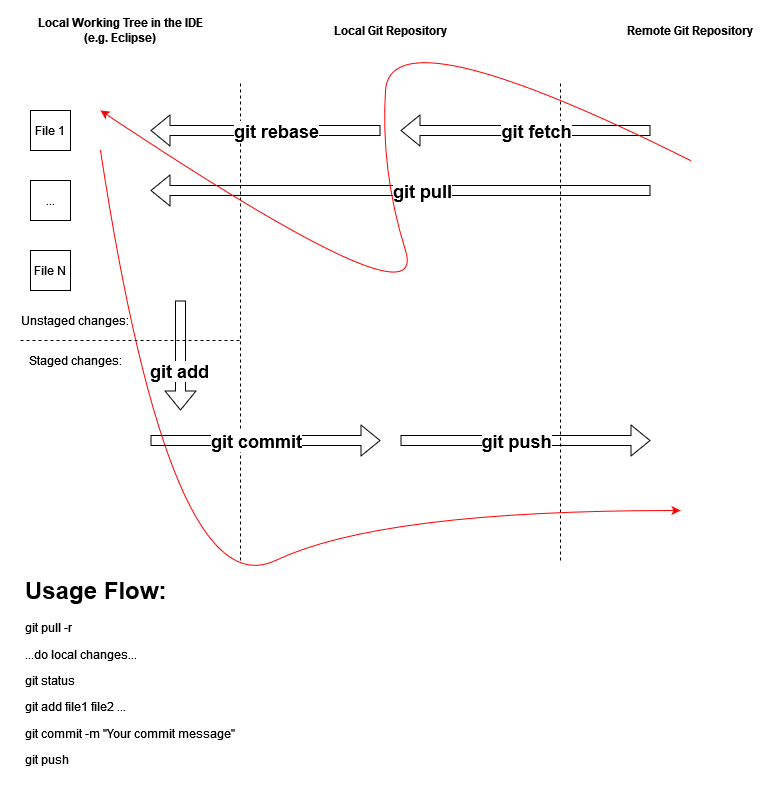 Local Working Tree in the IDE
(e.g. Eclipse)
Local Git Repository
Remote Git Repository
File 1
git rebase
git fetch
...
git pull
File N
Unstaged changes:
Staged changes:
git add
git commit
git push
Usage Flow:
git pull -r
...do local changes...
git status
git add file1 file2 ...
git commit -m "Your commit message"
git push